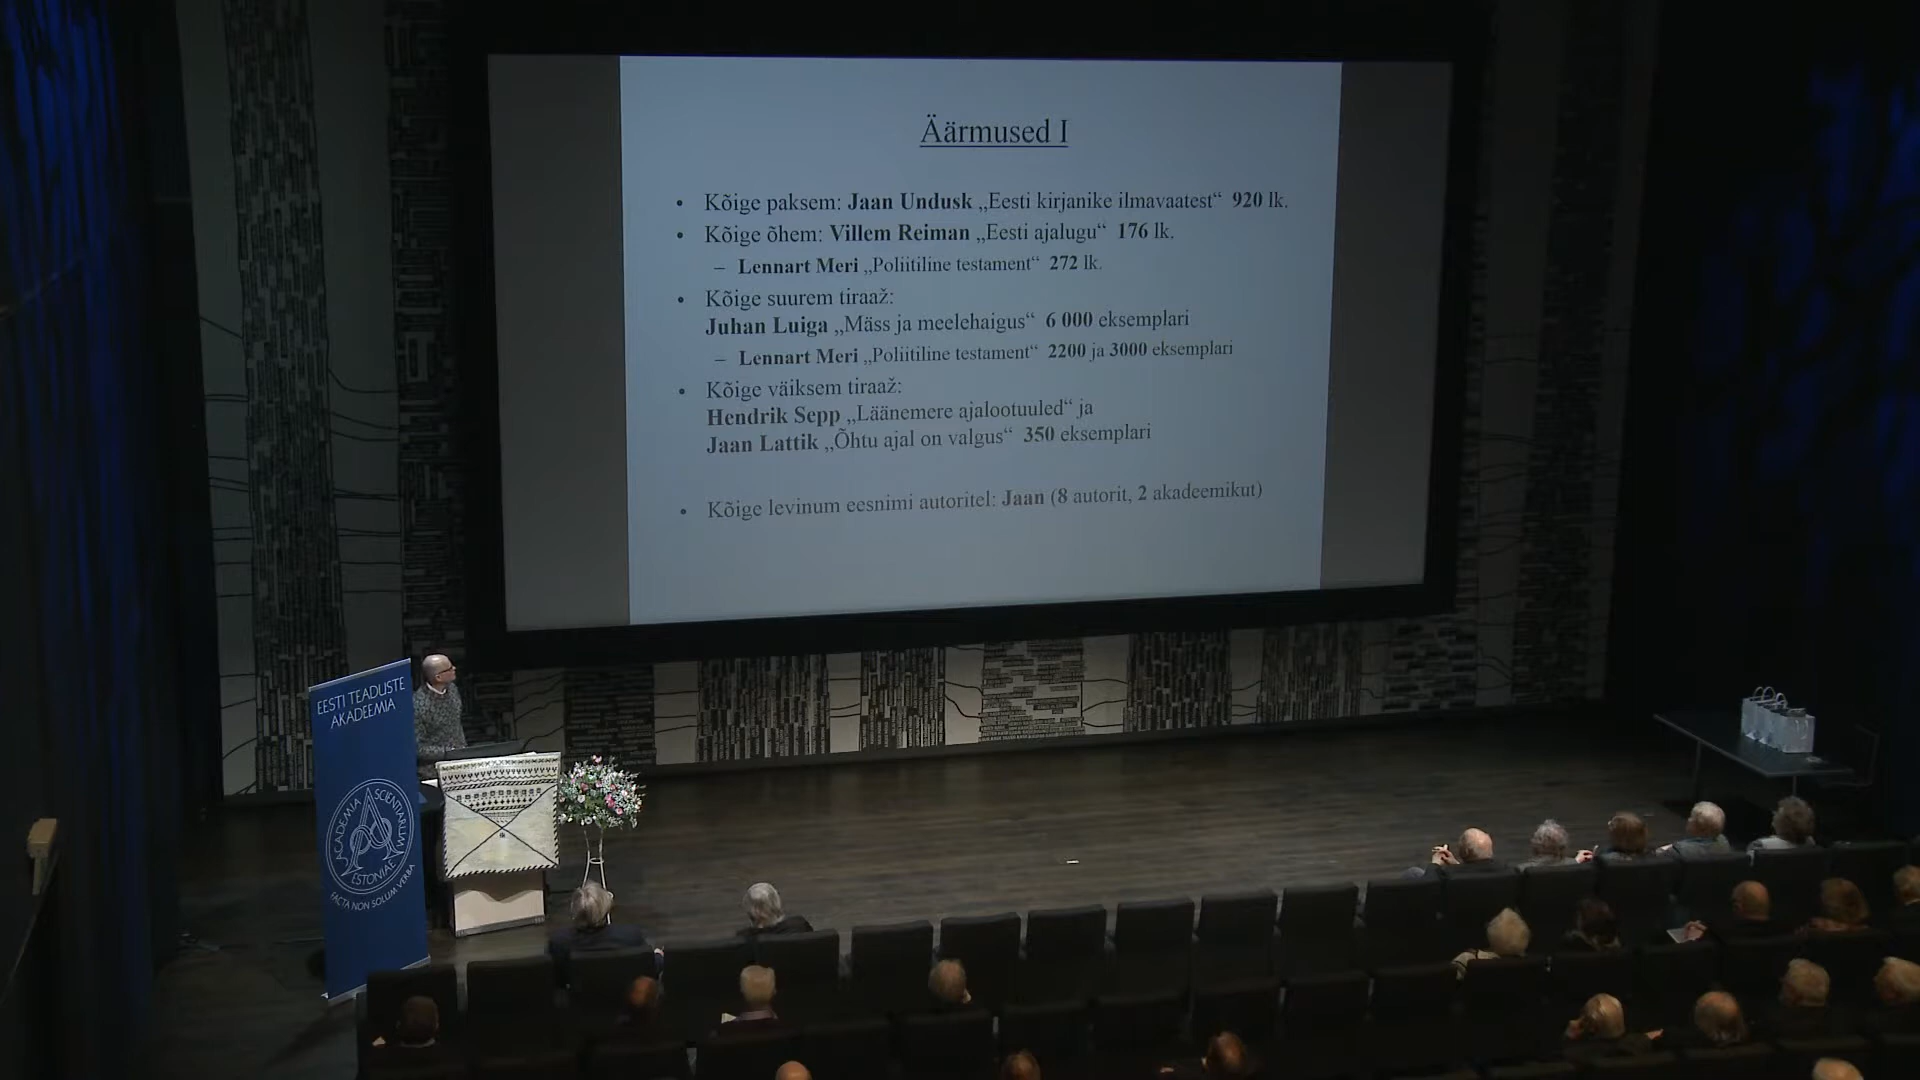 Äärmused I
• Kõige paksem: Jaan Undusk „Eesti kirjanike ilmavaatest“ 920 lk.
• Kõige õhem: Villem Reiman „Eesti ajalugu“ 176 lk.
– Lennart Meri „Poliitiline testament“ 272 lk.
• Kõige suurem tiraaž:
Juhan Luiga „Mäss ja meelehaigus“ 6 000 eksemplari
– Lennart Meri „Poliitiline testament“ 2200 ja 3000 eksemplari
• Kõige väiksem tiraaž:
Hendrik Sepp „Läänemere ajalootuuled“ ja
Jaan Lattik „Õhtu ajal on valgus“ 350 eksemplari
• Kõige levinum eesnimi autoritel: Jaan (8 autorit, 2 akadeemikut)
EESTI TEADUSTE
AKADEEMIA
ACADEMIA SCIENTIARUM
ESTONIAE
FACTA NON SOLUM VERBA